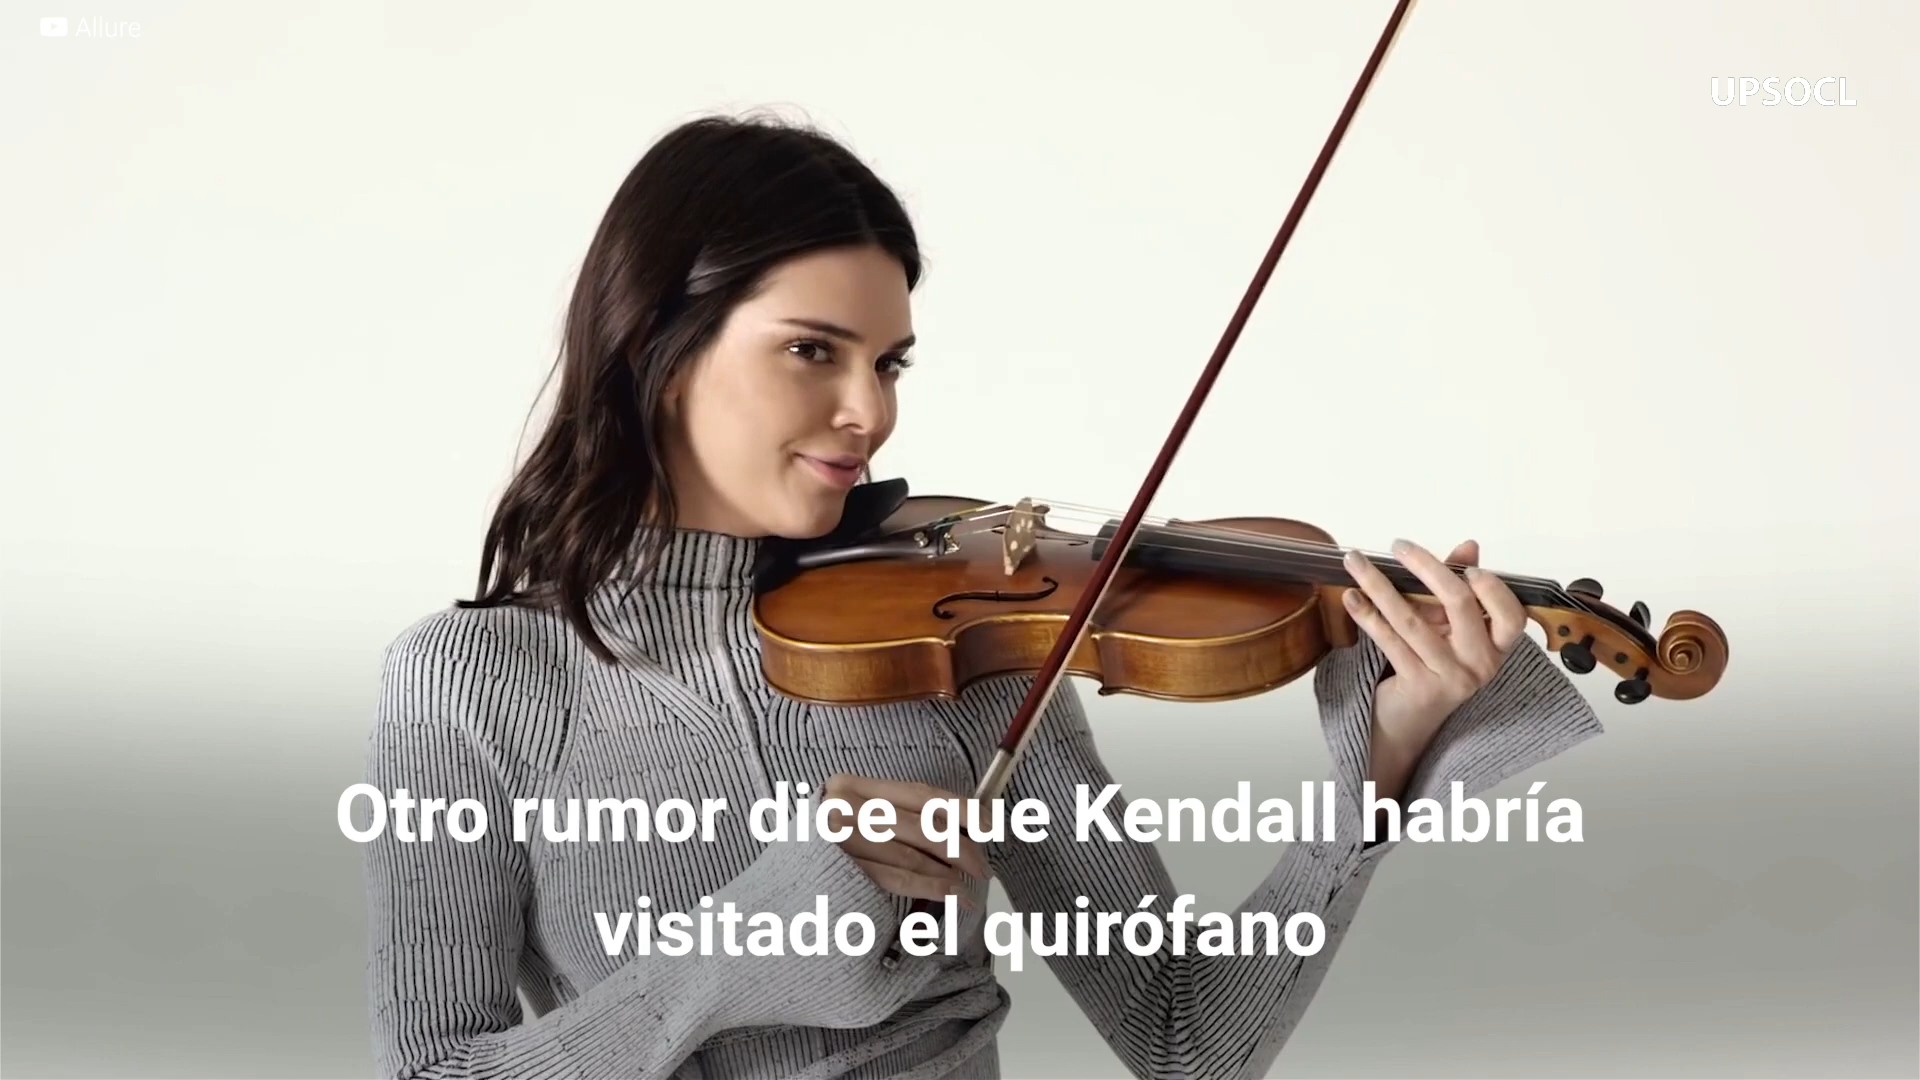 Allure
UPSOCL
Otro rumor dice que Kendall habría
visitado el quirófano